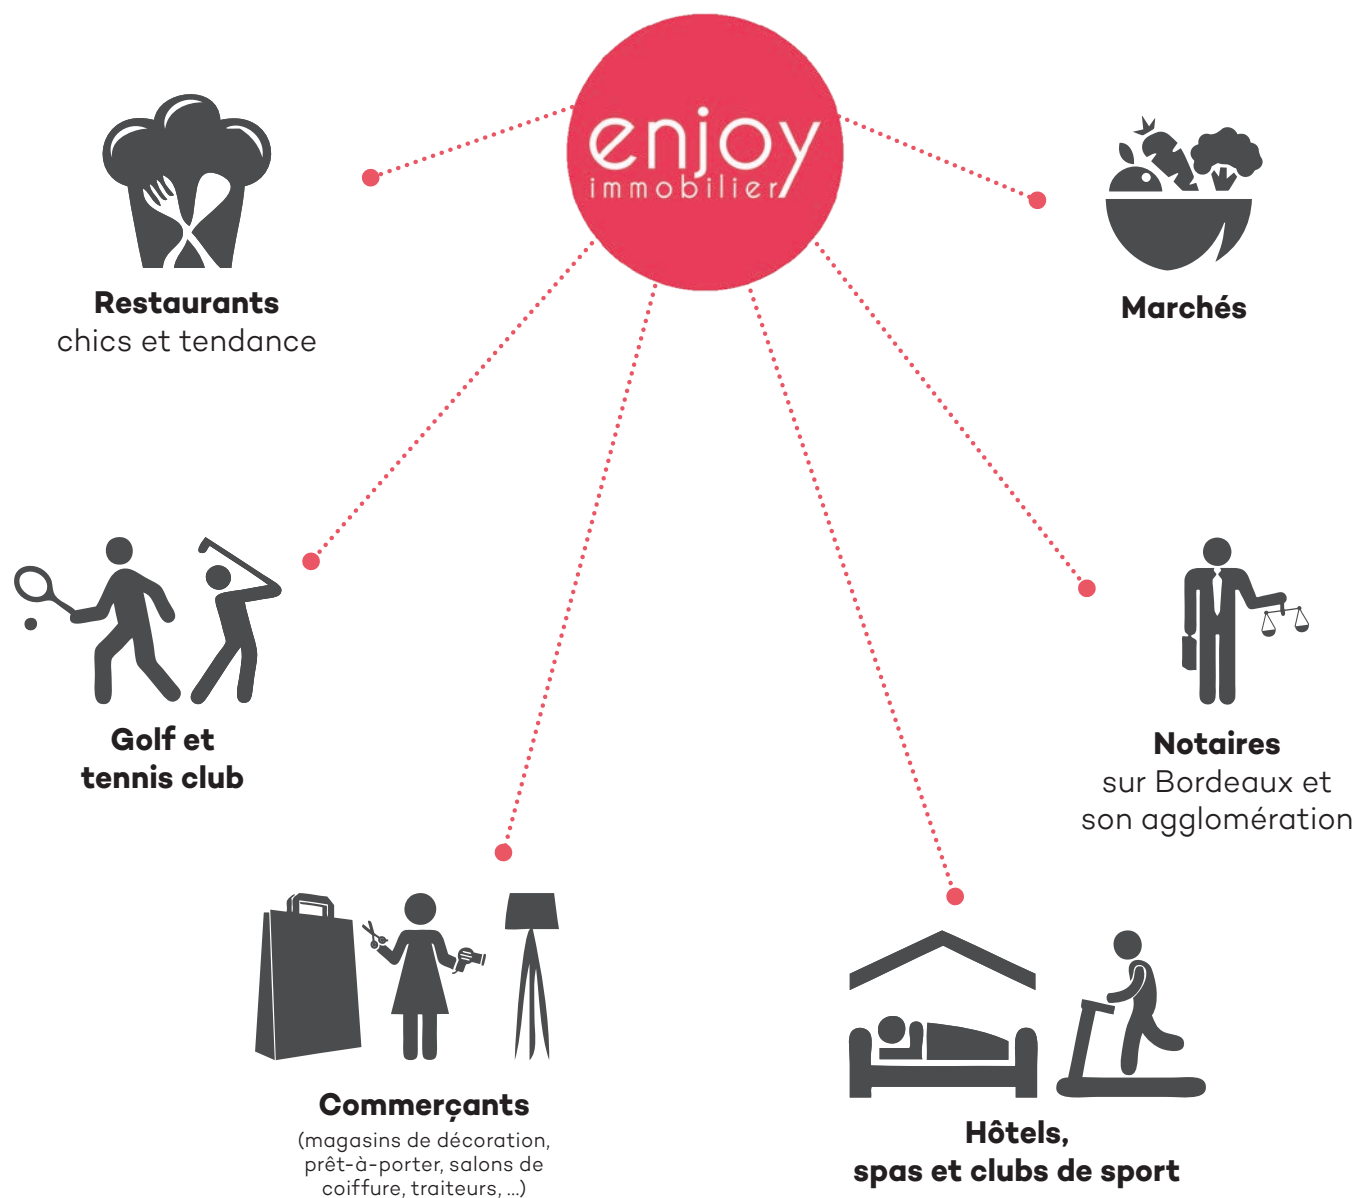 enjoy
immobilier
Restaurants
chics et tendance
Marchés
Golf et
tennis club
Notaires
sur Bordeaux et
son agglomération
Commerçants
(magasins de décoration,
prêt-à-porter, salons de
coiffure, traiteurs, ...)
Hôtels,
spas et clubs de sport